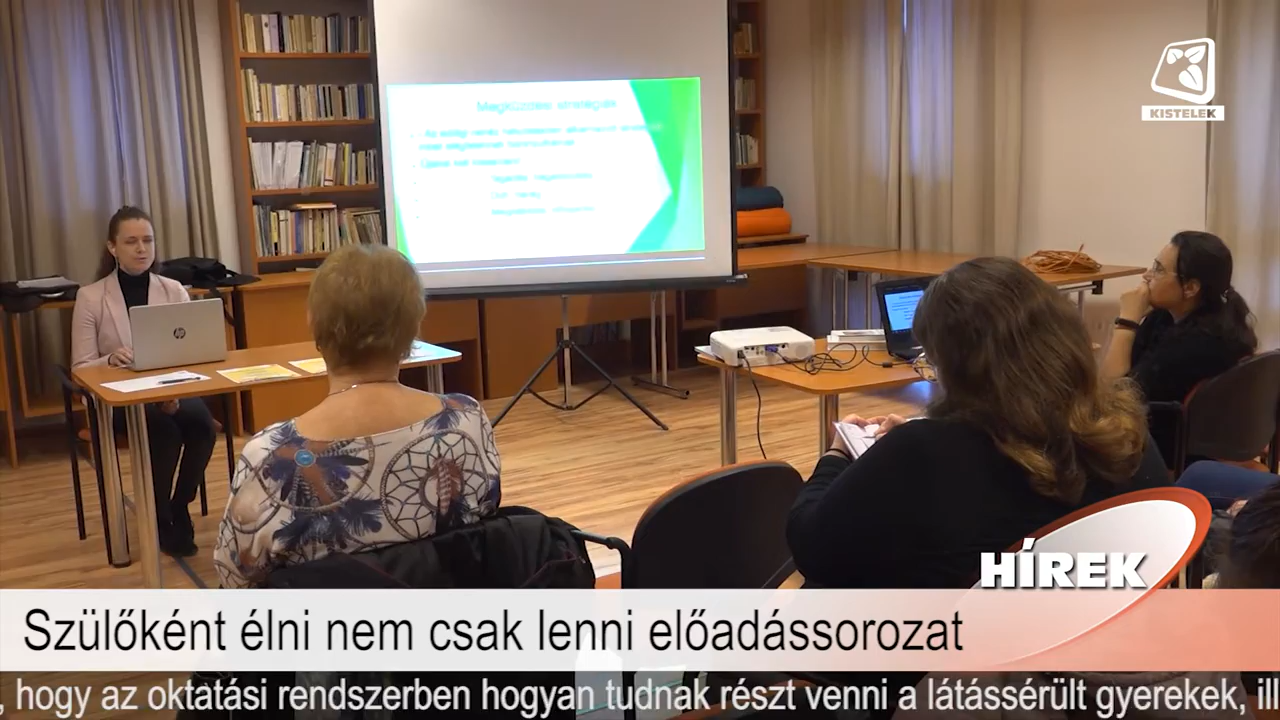 KISTELEK
Megküzdési stratégiák
hp
HÍREK
Szülőként élni nem csak lenni előadássorozat
, hogy az oktatási rendszerben hogyan tudnak részt venni a látássérült gyerekek, ill